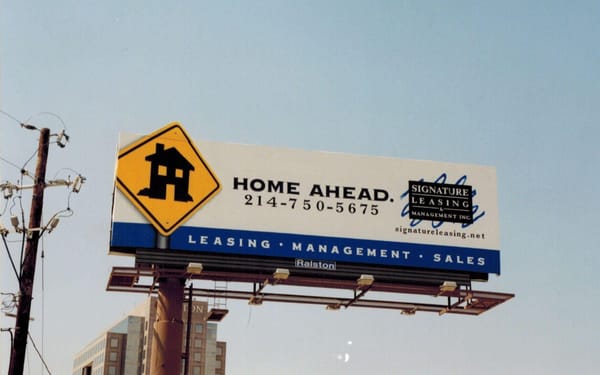 HOME AHEAD.
214-750-5675
SIGNATURE
LEASING
&
MANAGEMENT INC
signatureleasing.net
LEASING • MANAGEMENT • SALES
Ralston